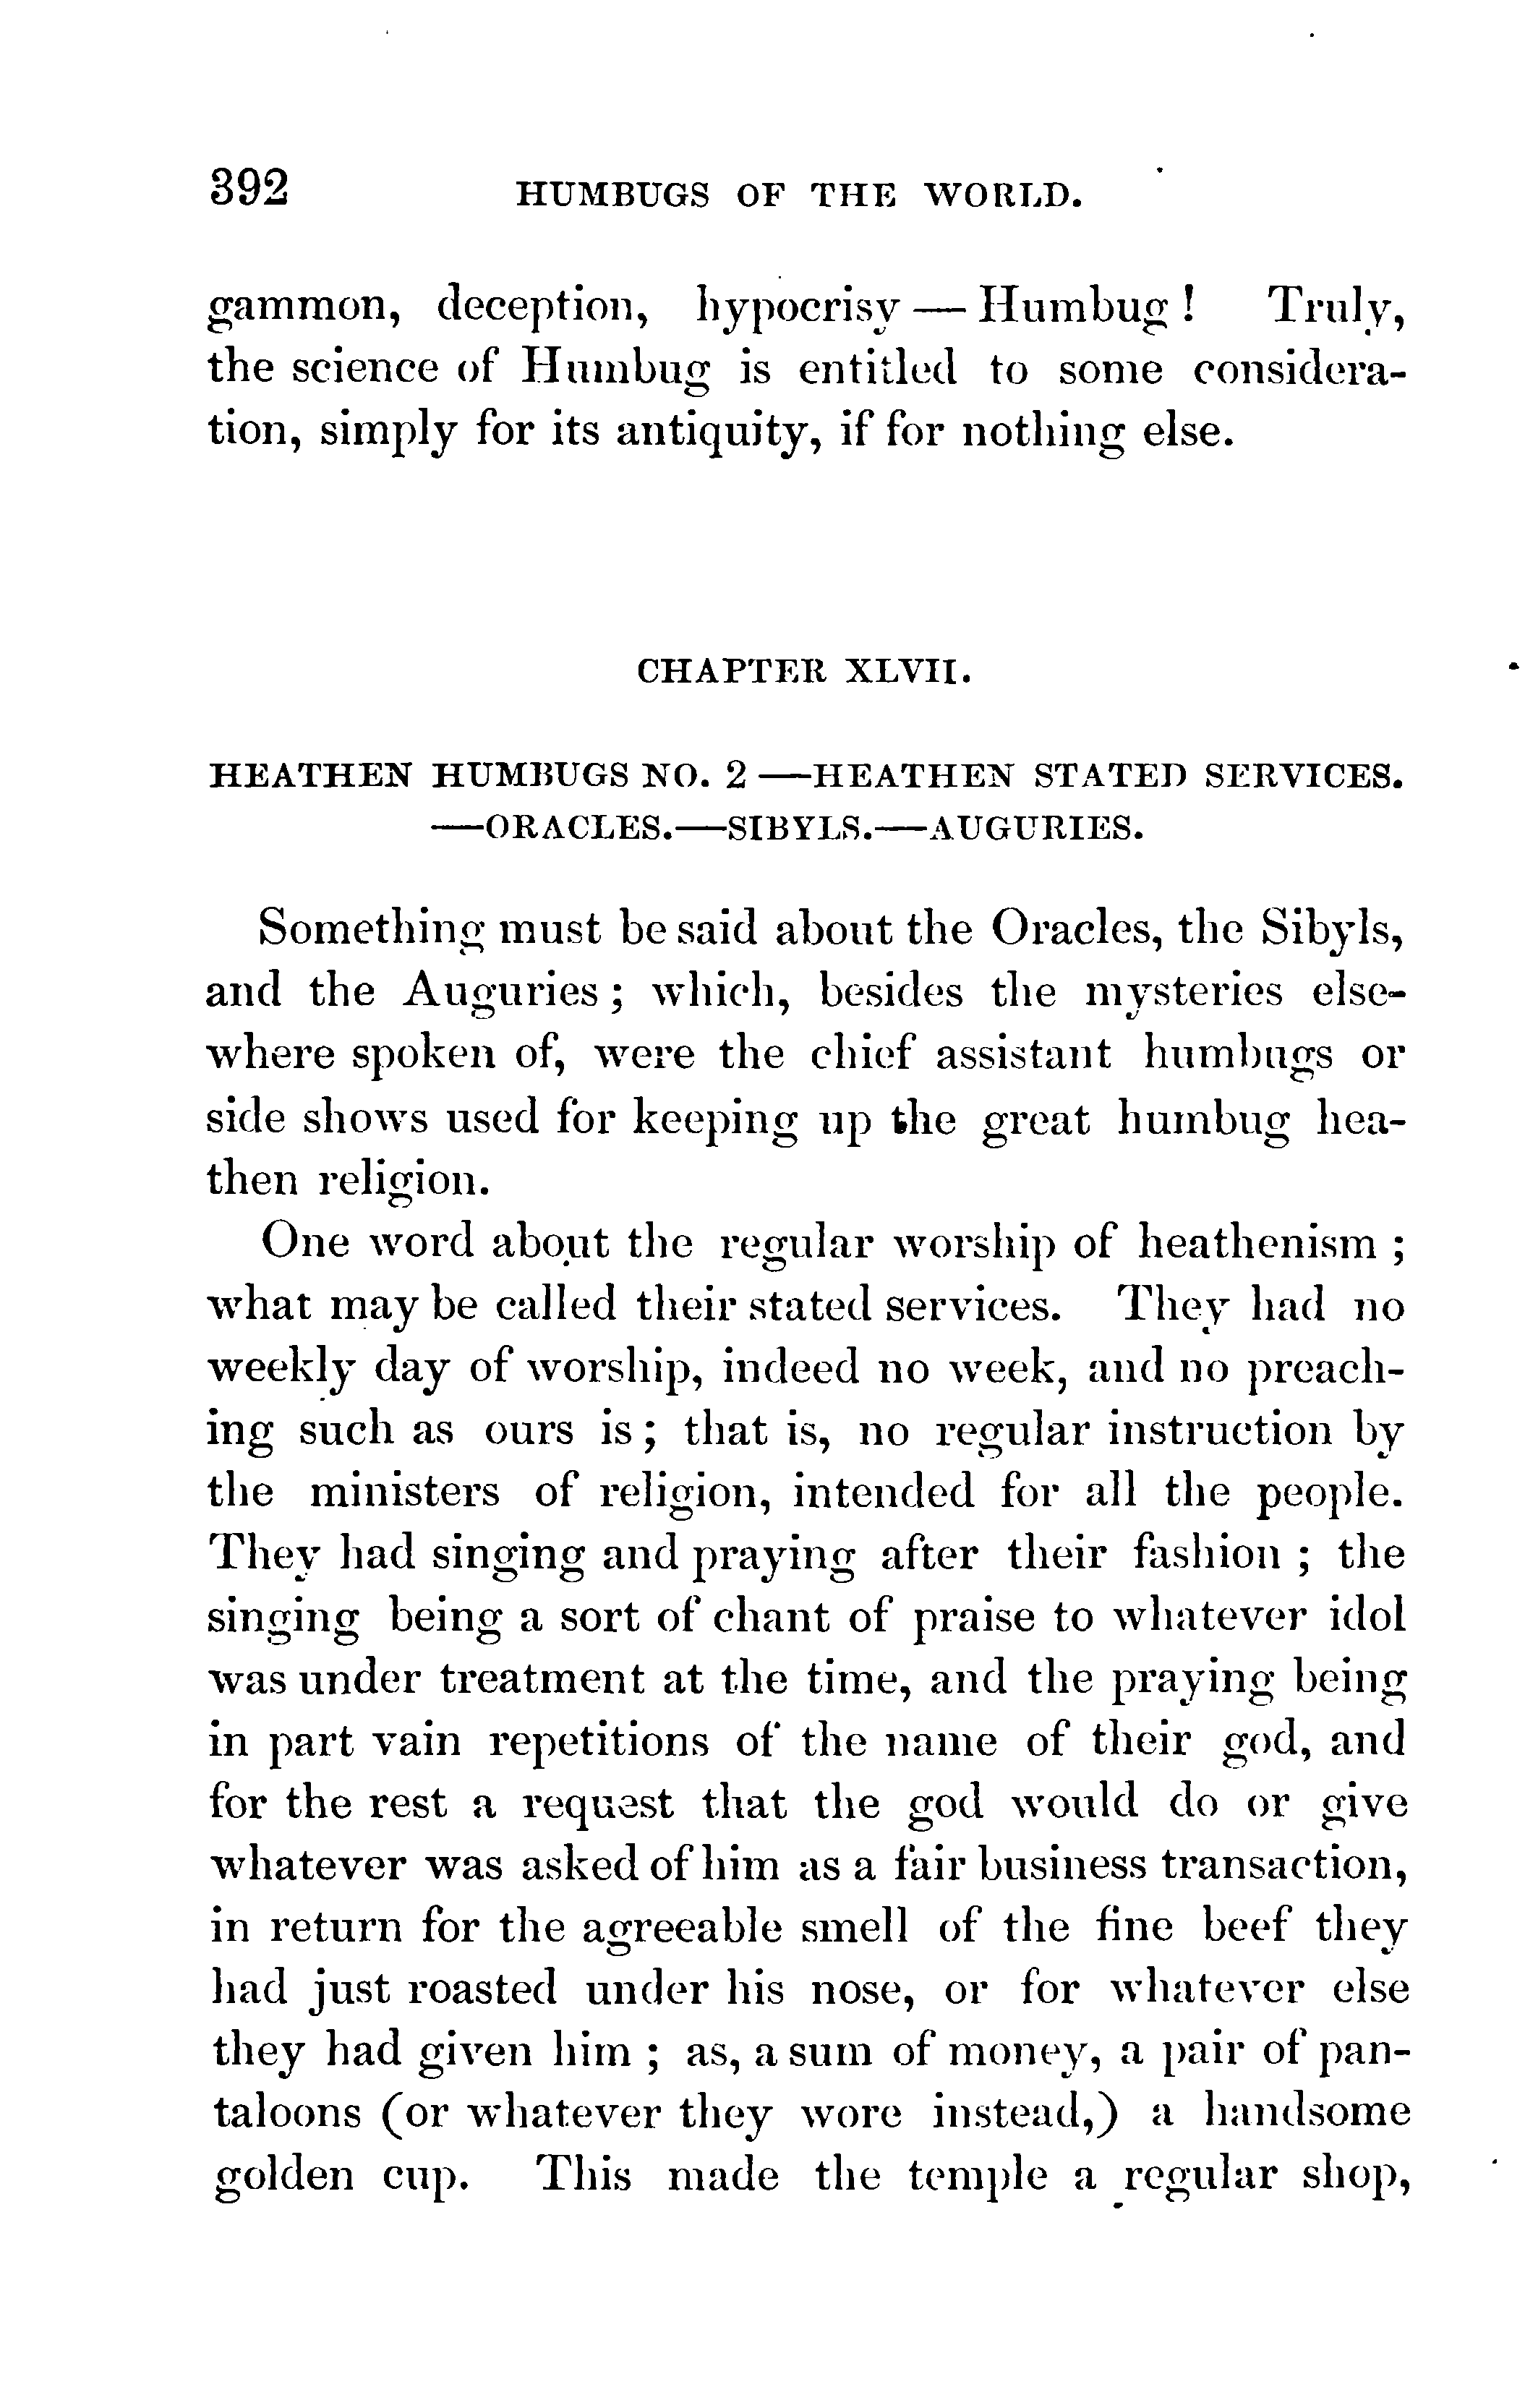 392 HUMBUGS OF THE WORLD.
gammon, deception, hypocrisy — Humbug! Truly,
the science of Humbug is entitled to some considera-
tion, simply for its antiquity, if for nothing else.
CHAPTER XLVII.
HEATHEN HUMBUGS NO. 2 —HEATHEN STATED SERVICES.
—ORACLES.—SIBYLS.—AUGURIES.
Something must be said about the Oracles, the Sibyls,
and the Auguries; which, besides the mysteries else-
where spoken of, were the chief assistant humbugs or
side shows used for keeping up the great humbug hea-
then religion.
One word about the regular worship of heathenism;
what may be called their stated services. They had no
weekly day of worship, indeed no week, and no preach-
ing such as ours is; that is, no regular instruction by
the ministers of religion, intended for all the people.
They had singing and praying after their fashion; the
singing being a sort of chant of praise to whatever idol
was under treatment at the time, and the praying being
in part vain repetitions of the name of their god, and
for the rest a request that the god would do or give
whatever was asked of him as a fair business transaction,
in return for the agreeable smell of the fine beef they
had just roasted under his nose, or for whatever else
they had given him; as, a sum of money, a pair of pan-
taloons (or whatever they wore instead,) a handsome
golden cup. This made the temple a regular shop,